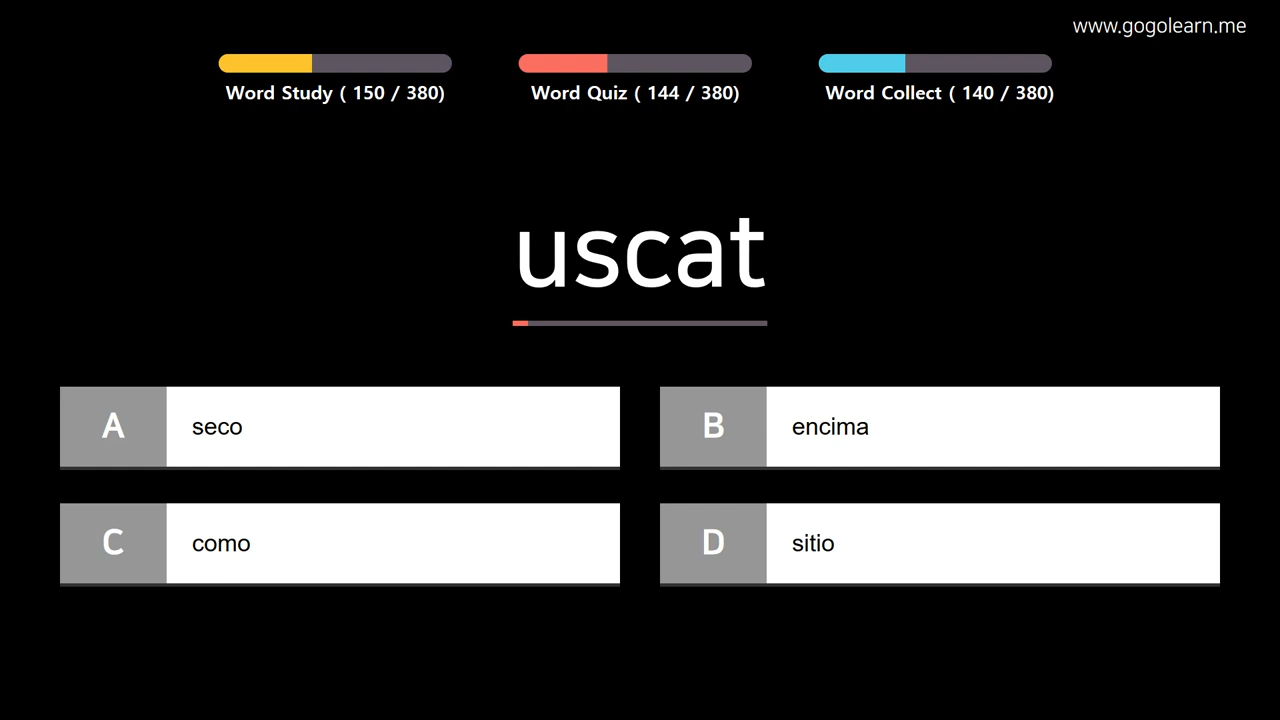 www.gogolearn.me
Word Study ( 150 / 380)
Word Quiz ( 144 / 380)
Word Collect ( 140 / 380)
uscat
A seco
B encima
C como
D sitio